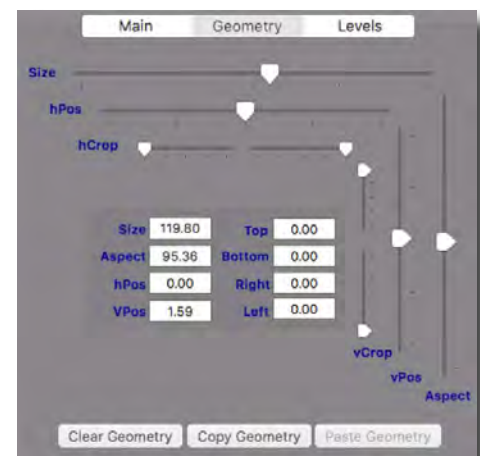 Main Geometry Levels
Size
hPos
hCrop
Size 119.80 Top 0.00
Aspect 95.36 Bottom 0.00
hPos 0.00 Right 0.00
VPos 1.59 Left 0.00
vCrop
vPos
Aspect
Clear Geometry Copy Geometry Paste Geometry